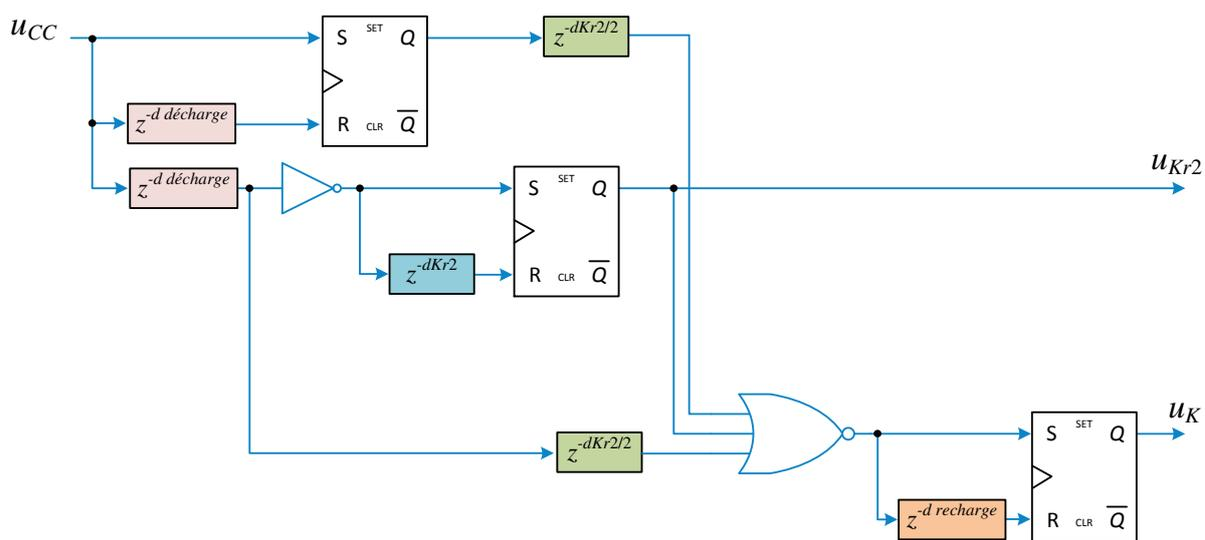 u_CC
S SET Q
z^-dKr2/2
z^-d décharge
R CLR Q̅
z^-d décharge
S SET Q
u_Kr2
z^-dKr2
R CLR Q̅
z^-dKr2/2
S SET Q
u_K
z^-d recharge
R CLR Q̅